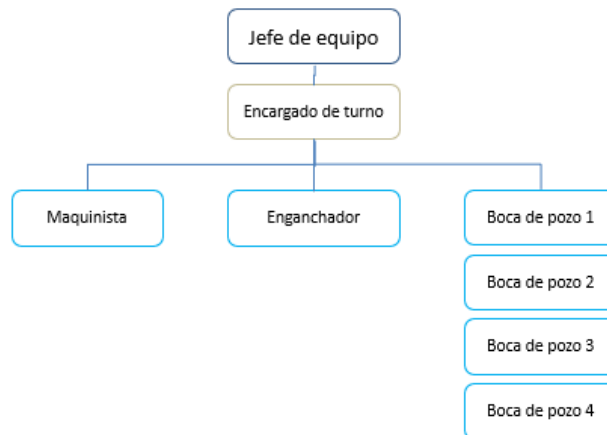 Jefe de equipo
Encargado de turno
Maquinista
Enganchador
Boca de pozo 1
Boca de pozo 2
Boca de pozo 3
Boca de pozo 4